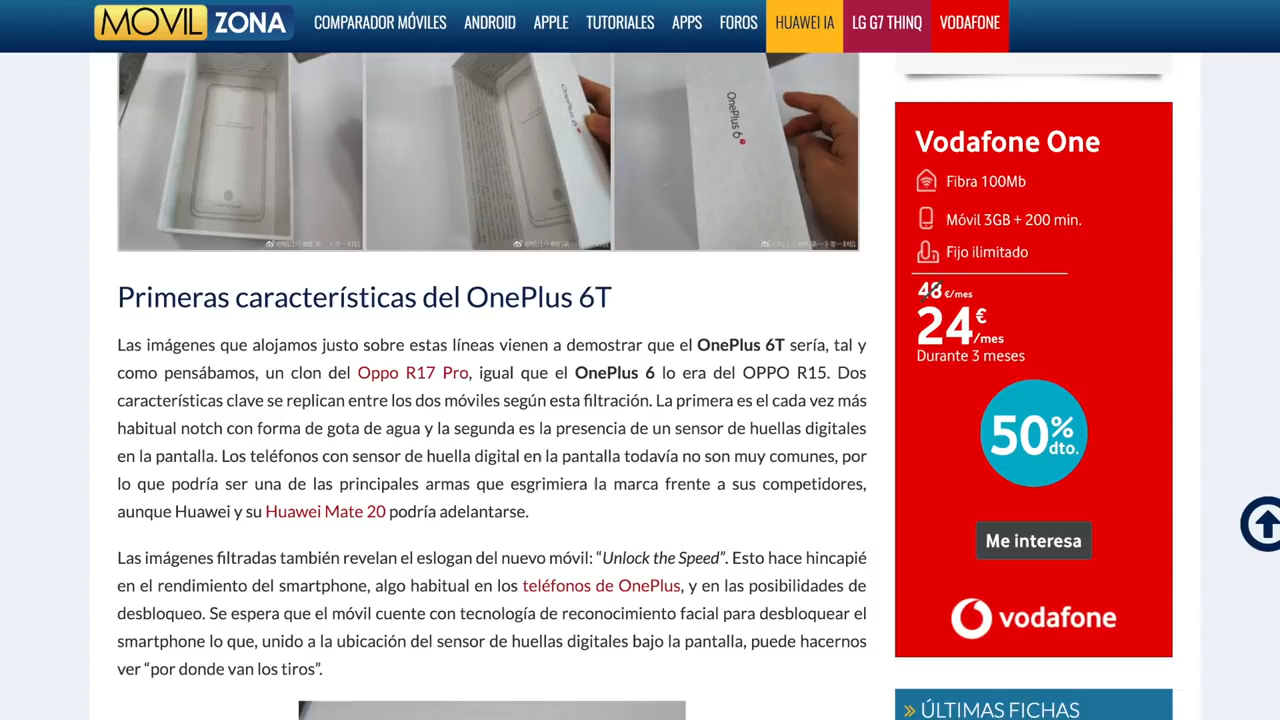 MOVIL ZONA
COMPARADOR MÓVILES ANDROID APPLE TUTORIALES APPS FOROS HUAWEI IA LG G7 THINQ VODAFONE
OnePlus 6
OnePlus 6
Primeras características del OnePlus 6T
Las imágenes que alojamos justo sobre estas líneas vienen a demostrar que el OnePlus 6T sería, tal y
como pensábamos, un clon del Oppo R17 Pro, igual que el OnePlus 6 lo era del OPPO R15. Dos
características clave se replican entre los dos móviles según esta filtración. La primera es el cada vez más
habitual notch con forma de gota de agua y la segunda es la presencia de un sensor de huellas digitales
en la pantalla. Los teléfonos con sensor de huella digital en la pantalla todavía no son muy comunes, por
lo que podría ser una de las principales armas que esgrimiera la marca frente a sus competidores,
aunque Huawei y su Huawei Mate 20 podría adelantarse.
Las imágenes filtradas también revelan el eslogan del nuevo móvil: “Unlock the Speed”. Esto hace hincapié
en el rendimiento del smartphone, algo habitual en los teléfonos de OnePlus, y en las posibilidades de
desbloqueo. Se espera que el móvil cuente con tecnología de reconocimiento facial para desbloquear el
smartphone lo que, unido a la ubicación del sensor de huellas digitales bajo la pantalla, puede hacernos
ver “por donde van los tiros”.
Vodafone One
Fibra 100Mb
Móvil 3GB + 200 min.
Fijo ilimitado
48 €/mes
24 € /mes
Durante 3 meses
50% dto.
Me interesa
vodafone
» ÚLTIMAS FICHAS